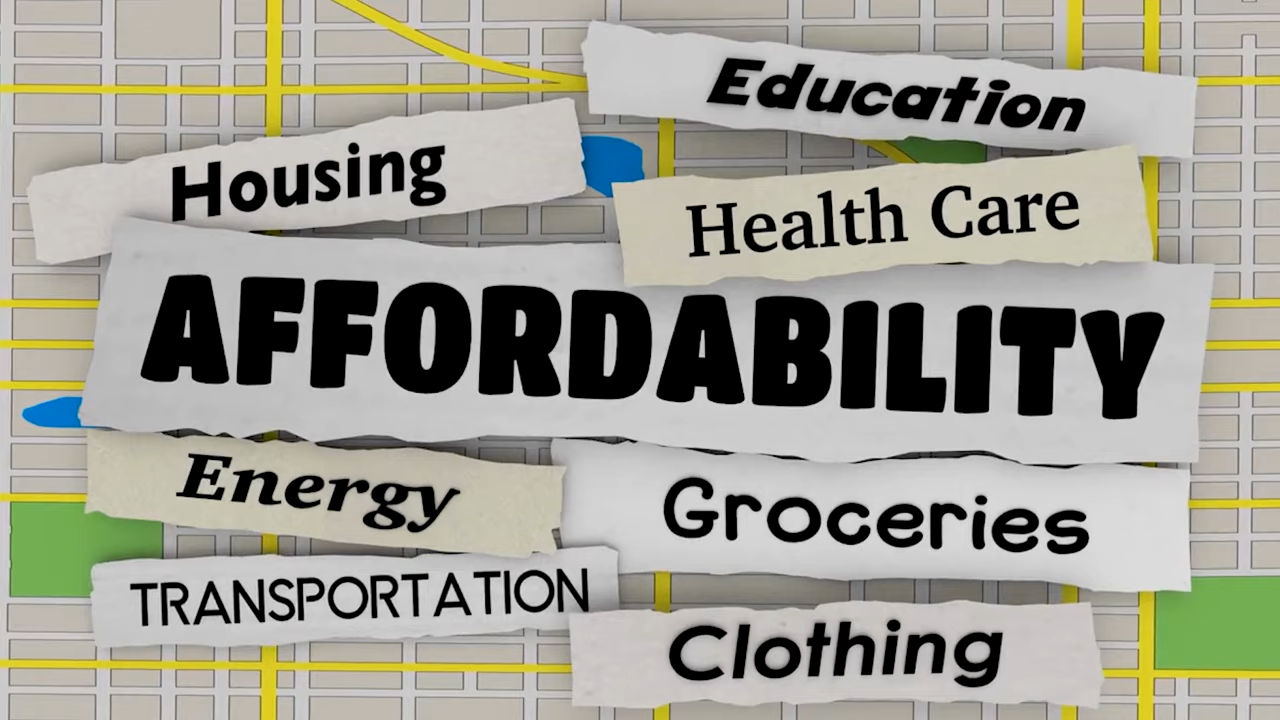 Education
Housing
Health Care
AFFORDABILITY
Energy
Groceries
TRANSPORTATION
Clothing